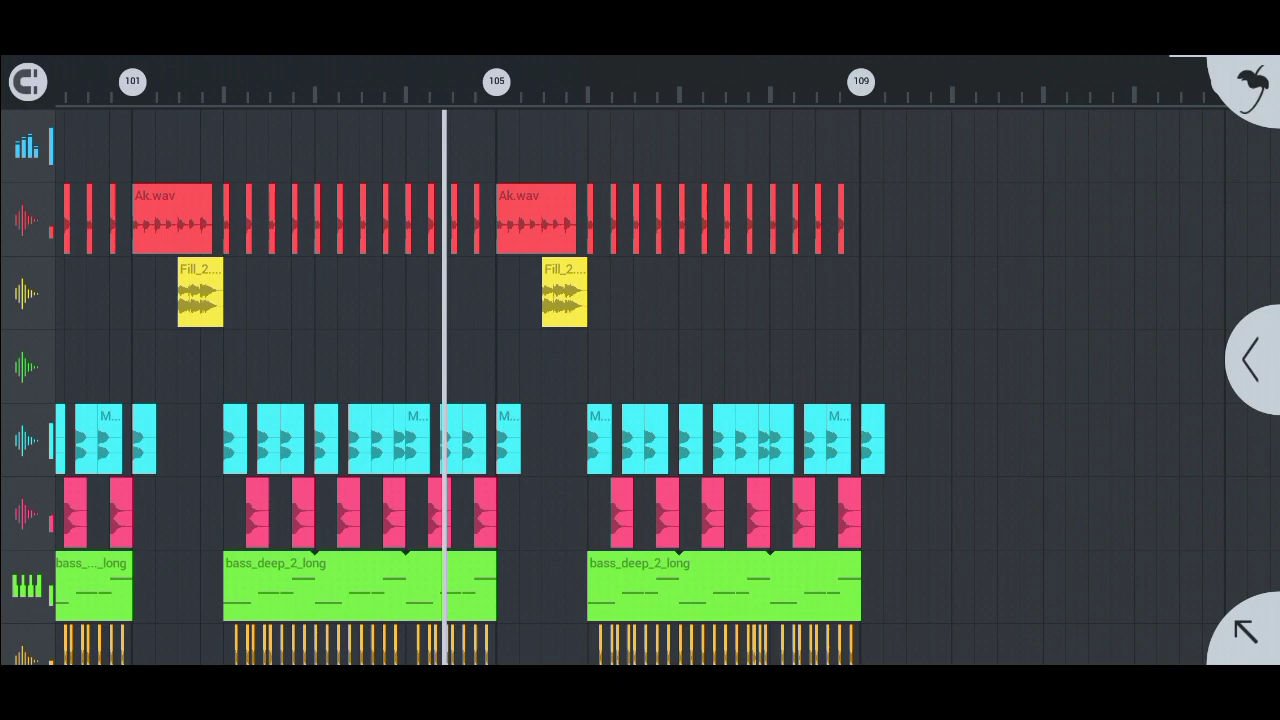 101
105
109
Ak.wav
Ak.wav
Fill_2....
Fill_2....
M...
M...
M...
M...
M...
bass_..._long
bass_deep_2_long
bass_deep_2_long